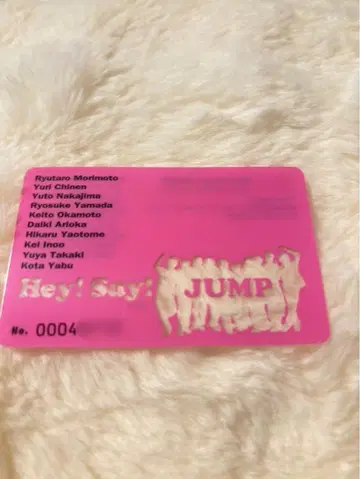 Ryutaro Morimoto
Yuri Chinen
Yuto Nakajima
Ryosuke Yamada
Keito Okamoto
Daiki Arioka
Hikaru Yaotome
Kei Inoo
Yuya Takaki
Kota Yabu
Hey! Say! JUMP
No. 0004